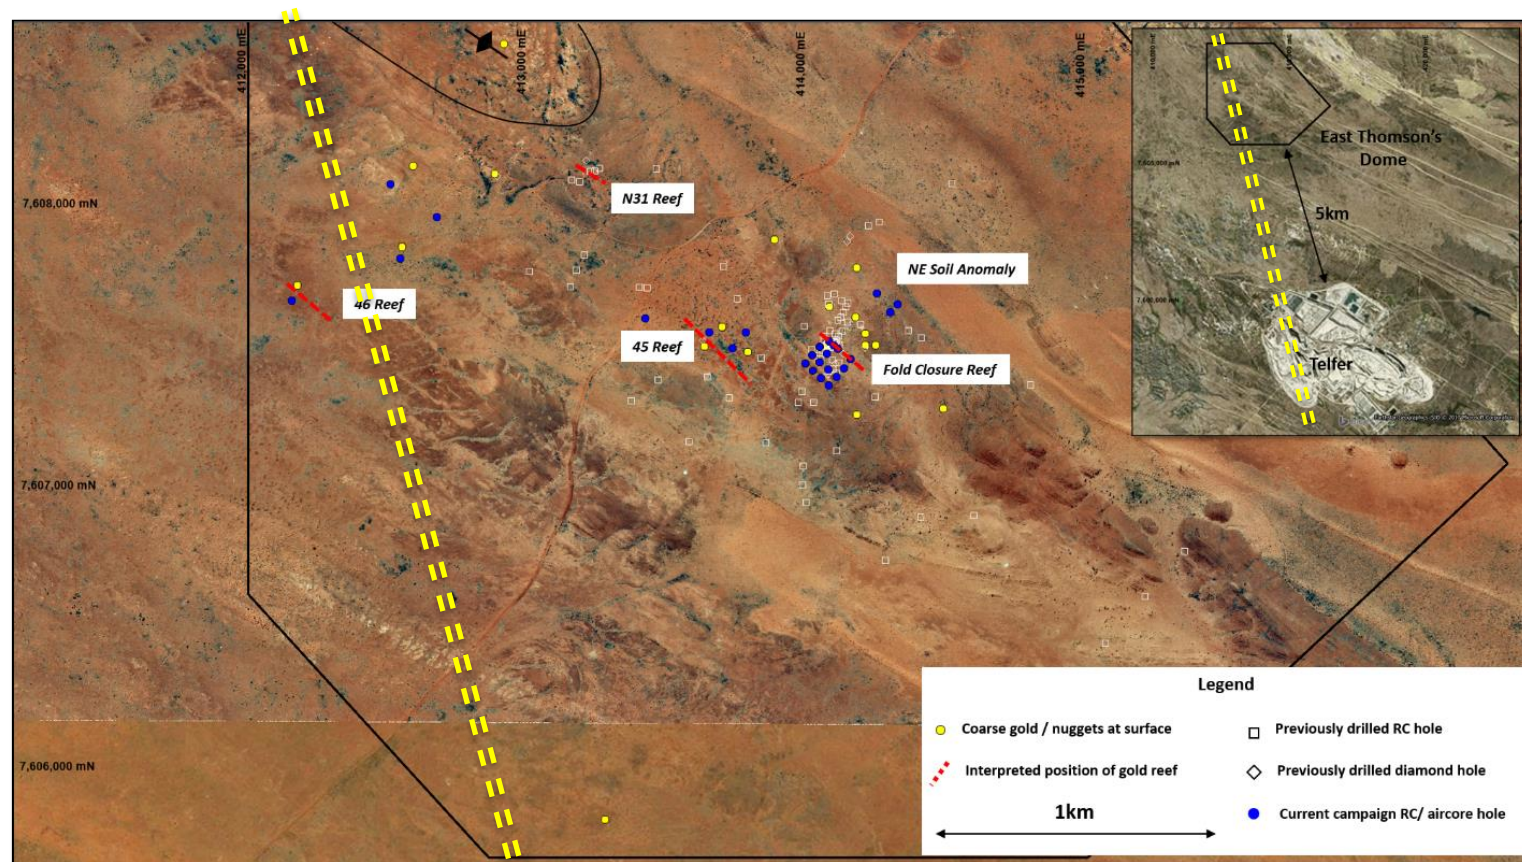 412,000 mE
413,000 mE
414,000 mE
415,000 mE
7,608,000 mN
7,607,000 mN
7,606,000 mN
N31 Reef
NE Soil Anomaly
46 Reef
45 Reef
Fold Closure Reef
East Thomson's
Dome
5km
Telfer
Legend
Coarse gold / nuggets at surface
Interpreted position of gold reef
1km
Previously drilled RC hole
Previously drilled diamond hole
Current campaign RC/ aircore hole